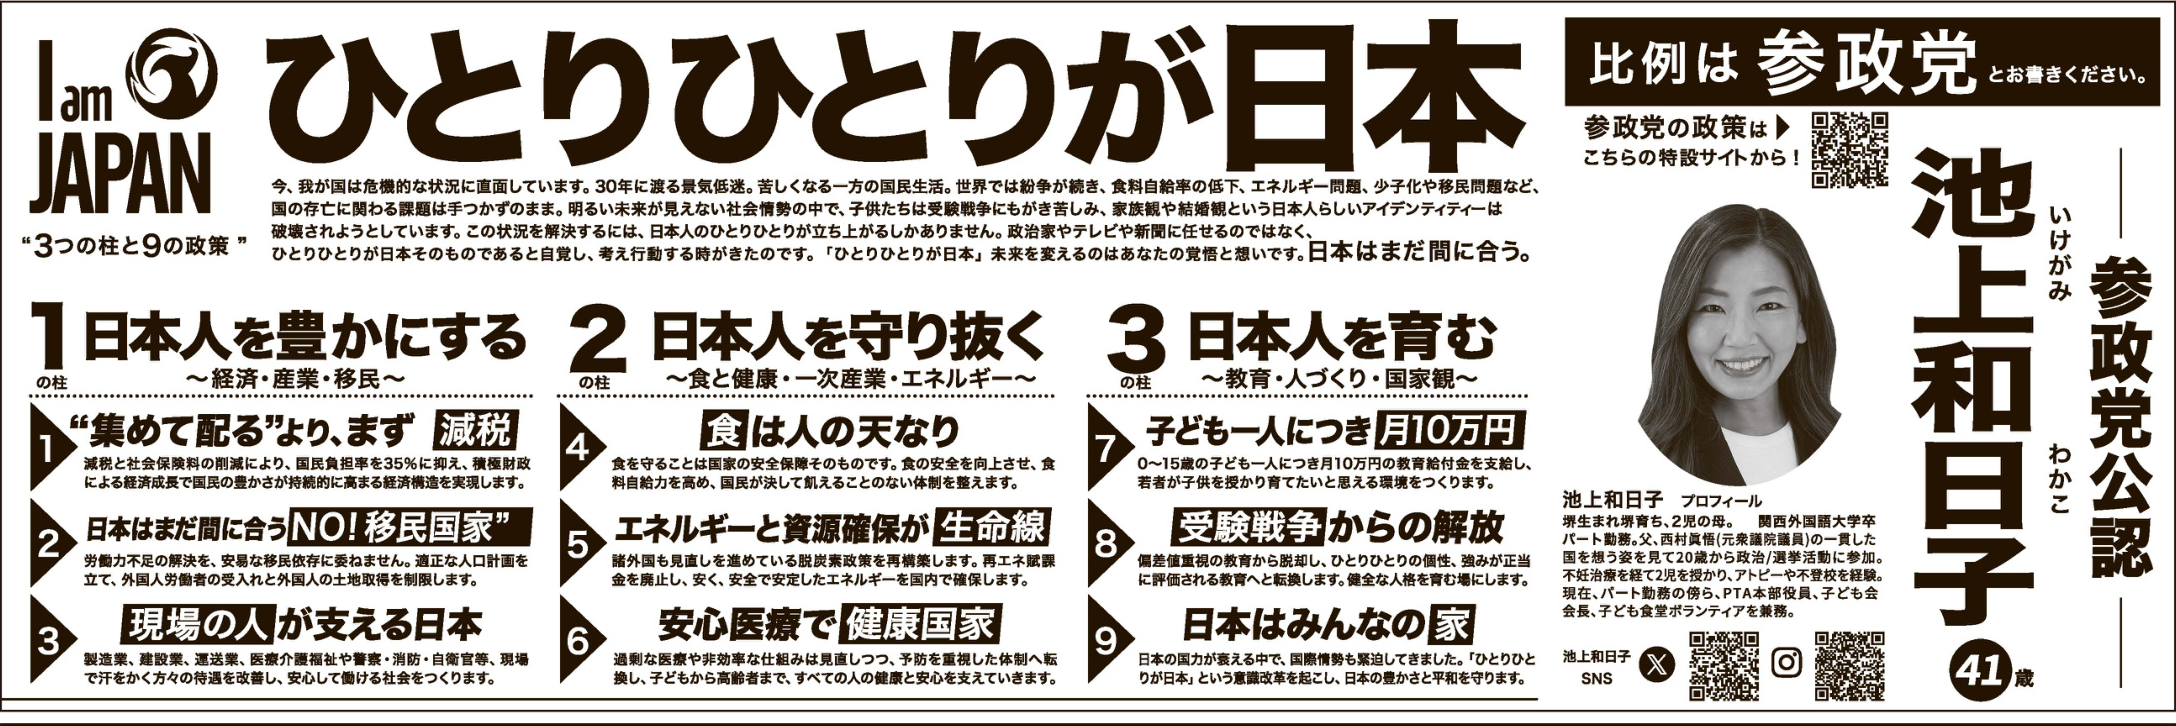 I am
JAPAN
“3つの柱と9の政策”
ひとりひとりが日本
今、我が国は危機的な状況に直面しています。30年に渡る景気低迷。苦しくなる一方の国民生活。世界では紛争が続き、食料自給率の低下、エネルギー問題、少子化や移民問題など、
国の存亡に関わる課題は手つかずのまま。明るい未来が見えない社会情勢の中で、子供たちは受験戦争にもがき苦しみ、家族観や結婚観という日本人らしいアイデンティティーは
破壊されようとしています。この状況を解決するには、日本人のひとりひとりが立ち上がるしかありません。政治家やテレビや新聞に任せるのではなく、
ひとりひとりが日本そのものであると自覚し、考え行動する時がきたのです。「ひとりひとりが日本」未来を変えるのはあなたの覚悟と想いです。日本はまだ間に合う。
1の柱 日本人を豊かにする
～経済・産業・移民～
1 “集めて配る”より、まず 減税
減税と社会保険料の削減により、国民負担率を35%に抑え、積極財政
による経済成長で国民の豊かさが持続的に高まる経済構造を実現します。
2 日本はまだ間に合うNO!移民国家”
労働力不足の解決を、安易な移民依存に委ねません。適正な人口計画を
立て、外国人労働者の受入れと外国人の土地取得を制限します。
3 現場の人が支える日本
製造業、建設業、運送業、医療介護福祉や警察・消防・自衛官等、現場
で汗をかく方々の待遇を改善し、安心して働ける社会をつくります。
2の柱 日本人を守り抜く
～食と健康・一次産業・エネルギー～
4 食は人の天なり
食を守ることは国家の安全保障そのものです。食の安全を向上させ、食
料自給力を高め、国民が決して飢えることのない体制を整えます。
5 エネルギーと資源確保が生命線
諸外国も見直しを進めている脱炭素政策を再構築します。再エネ賦課
金を廃止し、安く、安全で安定したエネルギーを国内で確保します。
6 安心医療で健康国家
過剰な医療や非効率な仕組みは見直しつつ、予防を重視した体制へ転
換し、子どもから高齢者まで、すべての人の健康と安心を支えていきます。
3の柱 日本人を育む
～教育・人づくり・国家観～
7 子ども一人につき月10万円
0～15歳の子ども一人につき月10万円の教育給付金を支給し、
若者が子供を授かり育てたいと思える環境をつくります。
8 受験戦争からの解放
偏差値重視の教育から脱却し、ひとりひとりの個性、強みが正当
に評価される教育へと転換します。健全な人格を育む場にします。
9 日本はみんなの家
日本の国力が衰える中で、国際情勢も緊迫してきました。「ひとりひと
りが日本」という意識改革を起こし、日本の豊かさと平和を守ります。
比例は 参政党 とお書きください。
参政党の政策は▶
こちらの特設サイトから！
参政党公認
池上和日子
いけがみ わかこ
41歳
池上和日子 プロフィール
堺生まれ堺育ち、2児の母。 関西外国語大学卒
パート勤務。父、西村眞悟(元衆議院議員)の一貫した
国を想う姿を見て20歳から政治/選挙活動に参加。
不妊治療を経て2児を授かり、アトピーや不登校を経験。
現在、パート勤務の傍ら、PTA本部役員、子ども会
会長、子ども食堂ボランティアを兼務。
池上和日子
SNS